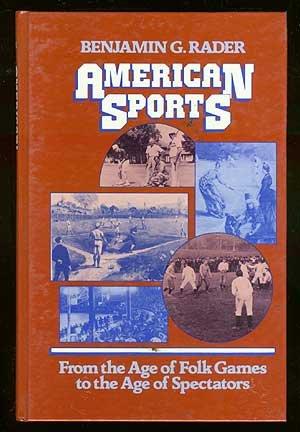 BENJAMIN G. RADER
AMERICAN
SPORTS
From the Age of Folk Games
to the Age of Spectators